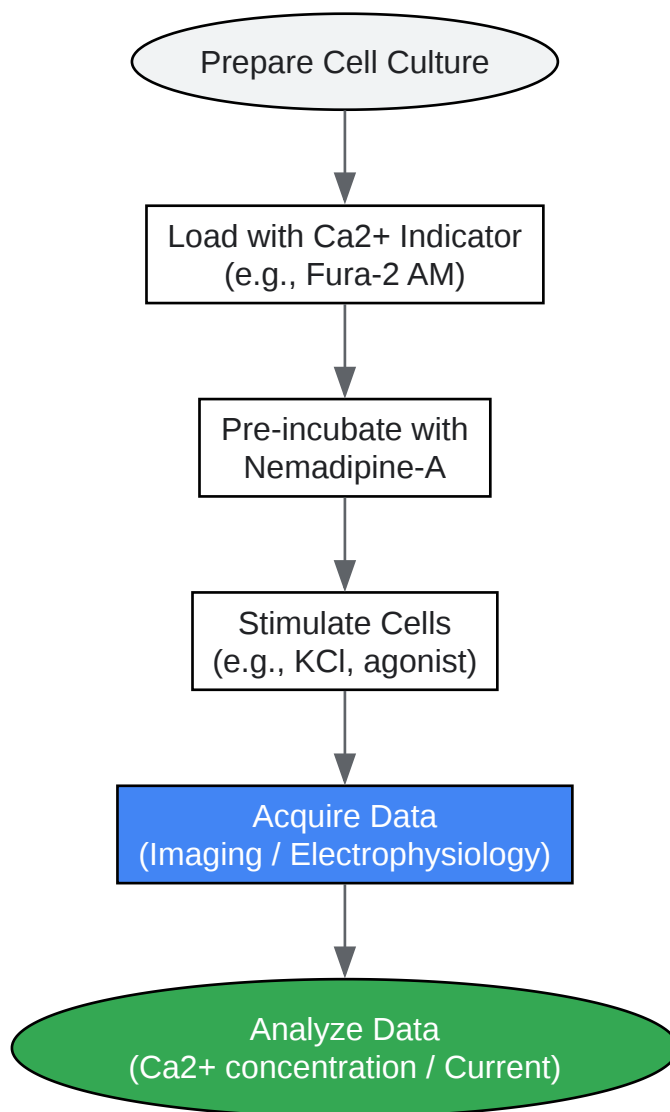 Prepare Cell Culture
Load with Ca2+ Indicator
(e.g., Fura-2 AM)
Pre-incubate with
Nemadipine-A
Stimulate Cells
(e.g., KCl, agonist)
Acquire Data
(Imaging / Electrophysiology)
Analyze Data
(Ca2+ concentration / Current)